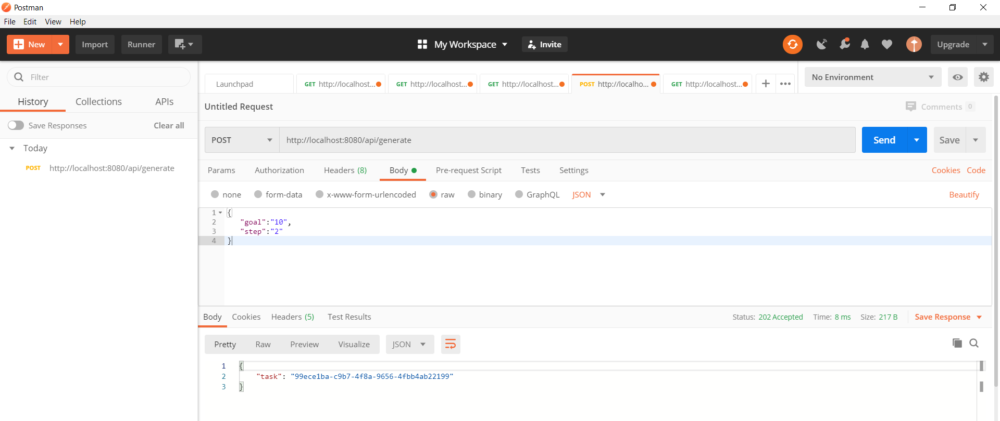 Postman
File Edit View Help
New Import Runner My Workspace Invite Upgrade
Filter
History Collections APIs
Save Responses Clear all
Today
POST http://localhost:8080/api/generate
Launchpad GET http://localhost... GET http://localhost... GET http://localhost... POST http://localho... GET http://localhost... No Environment
Untitled Request Comments 0
POST http://localhost:8080/api/generate Send Save
Params Authorization Headers (8) Body Pre-request Script Tests Settings Cookies Code
none form-data x-www-form-urlencoded raw binary GraphQL JSON Beautify
1 {
2 "goal":"10",
3 "step":"2"
4 }
Body Cookies Headers (5) Test Results Status: 202 Accepted Time: 8 ms Size: 217 B Save Response
Pretty Raw Preview Visualize JSON
1 {
2 "task": "99ece1ba-c9b7-4f8a-9656-4fbb4ab22199"
3 }